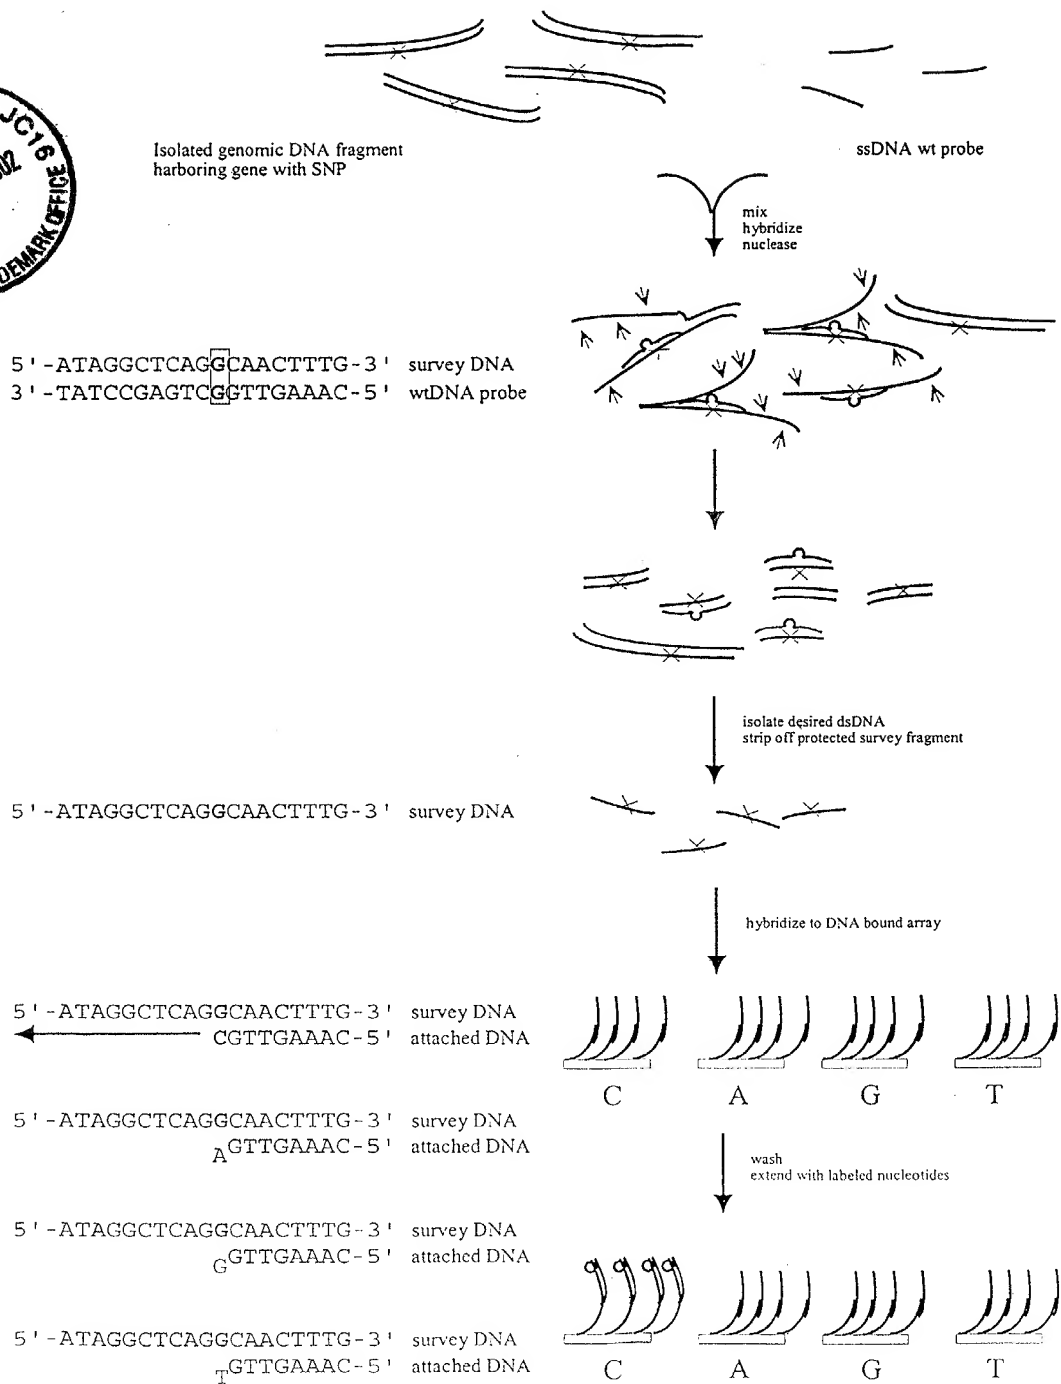 JC16
DEMARK OFFICE
Isolated genomic DNA fragment
harboring gene with SNP
ssDNA wt probe
mix
hybridize
nuclease
5'-ATAGGCTCAGGCAACTTTG-3' survey DNA
3'-TATCCGAGTCGGTTGAAAC-5' wtDNA probe
isolate desired dsDNA
strip off protected survey fragment
5'-ATAGGCTCAGGCAACTTTG-3' survey DNA
hybridize to DNA bound array
5'-ATAGGCTCAGGCAACTTTG-3' survey DNA
CGTTGAAAC-5' attached DNA
C A G T
5'-ATAGGCTCAGGCAACTTTG-3' survey DNA
AGTTGAAAC-5' attached DNA
wash
extend with labeled nucleotides
5'-ATAGGCTCAGGCAACTTTG-3' survey DNA
GGTTGAAAC-5' attached DNA
5'-ATAGGCTCAGGCAACTTTG-3' survey DNA
TGTTGAAAC-5' attached DNA
C A G T